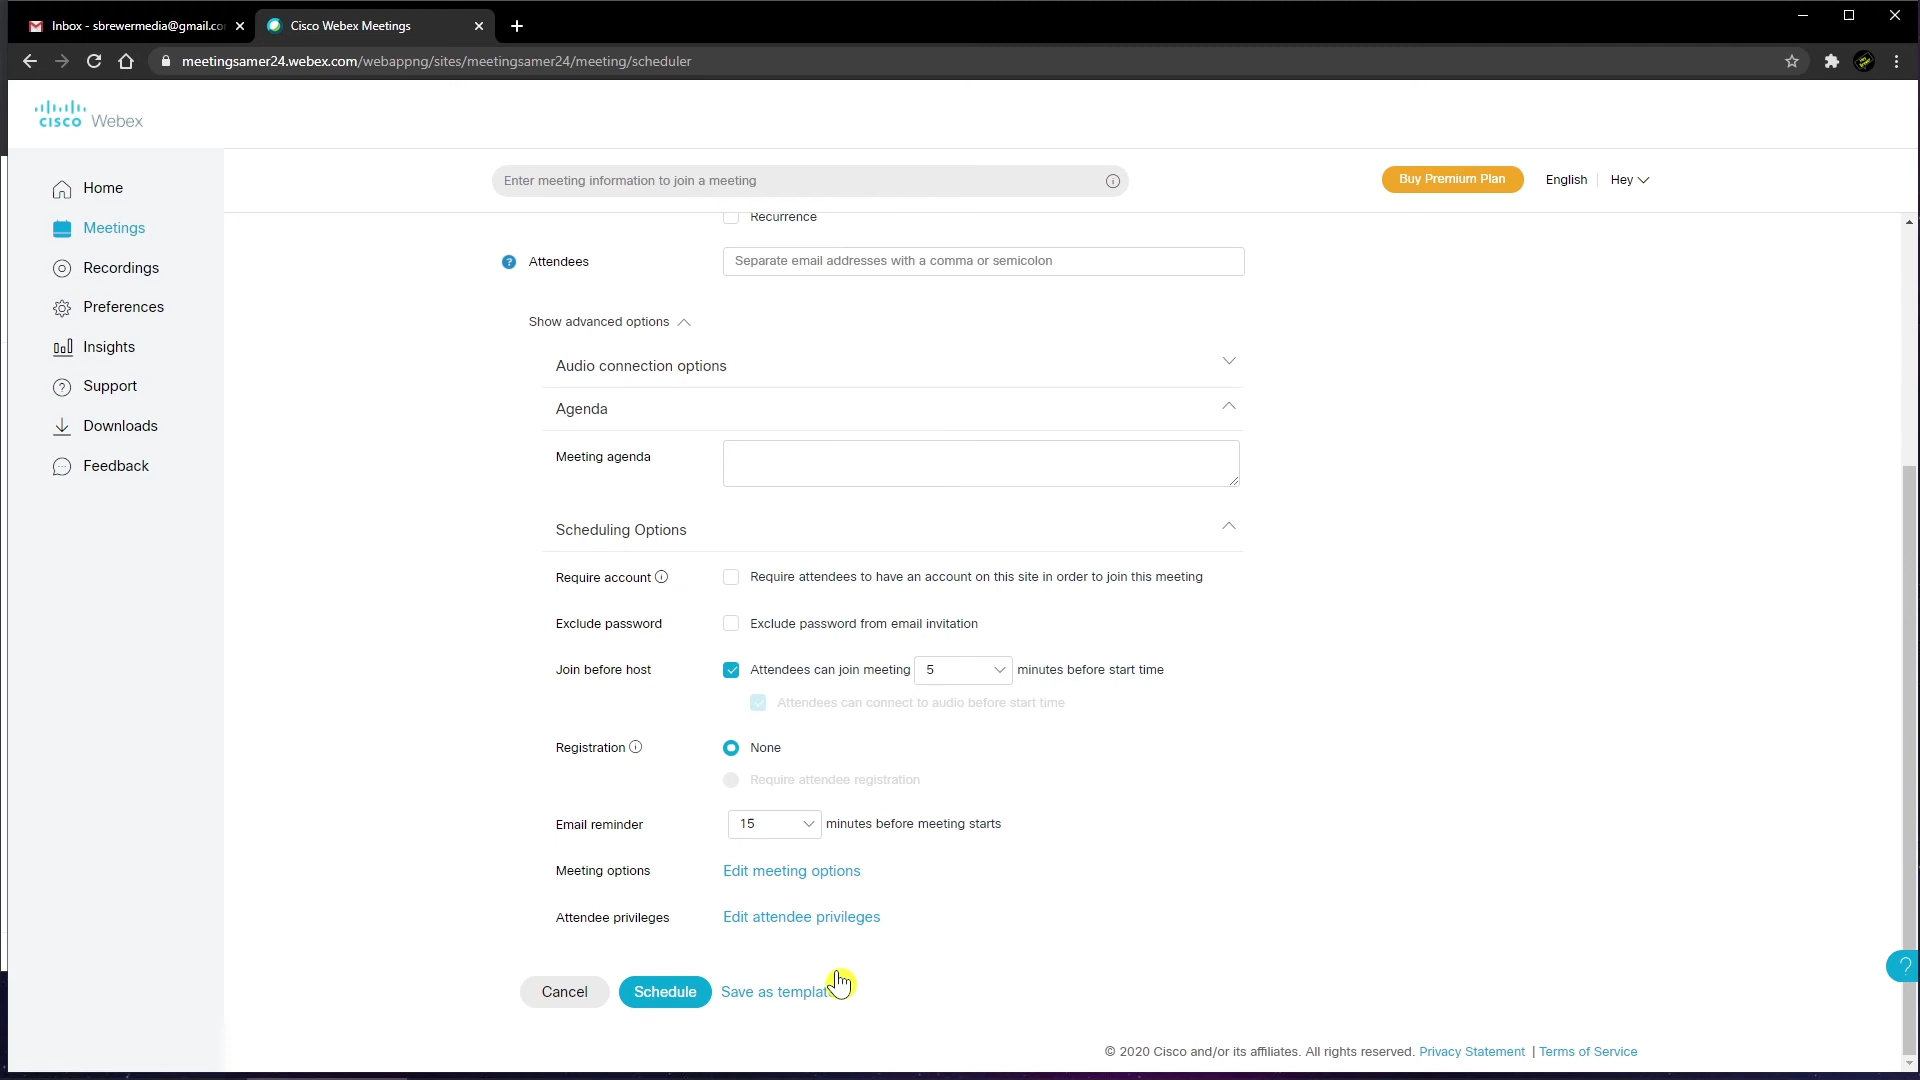 Inbox - sbrewermedia@gmail.co
Cisco Webex Meetings
meetingsamer24.webex.com/webappng/sites/meetingsamer24/meeting/scheduler
cisco Webex
Home
Meetings
Recordings
Preferences
Insights
Support
Downloads
Feedback
Enter meeting information to join a meeting
Buy Premium Plan
English
Hey
Recurrence
Attendees
Separate email addresses with a comma or semicolon
Show advanced options
Audio connection options
Agenda
Meeting agenda
Scheduling Options
Require account
Require attendees to have an account on this site in order to join this meeting
Exclude password
Exclude password from email invitation
Join before host
Attendees can join meeting 5 minutes before start time
Attendees can connect to audio before start time
Registration
None
Require attendee registration
Email reminder
15 minutes before meeting starts
Meeting options
Edit meeting options
Attendee privileges
Edit attendee privileges
Cancel
Schedule
Save as templat
© 2020 Cisco and/or its affiliates. All rights reserved. Privacy Statement | Terms of Service